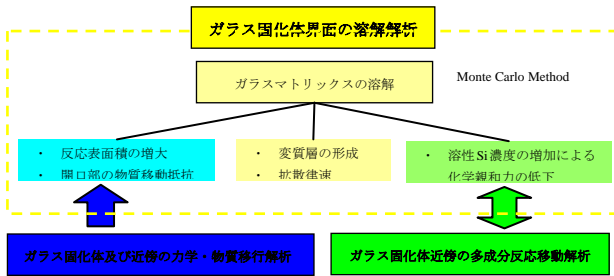 ガラス固化体界面の溶解解析
ガラスマトリックスの溶解
Monte Carlo Method
・ 反応表面積の増大
・ 開口部の物質移動抵抗
・ 変質層の形成
・ 拡散律速
・ 溶性Si濃度の増加による
化学親和力の低下
ガラス固化体及び近傍の力学・物質移行解析
ガラス固化体近傍の多成分反応移動解析